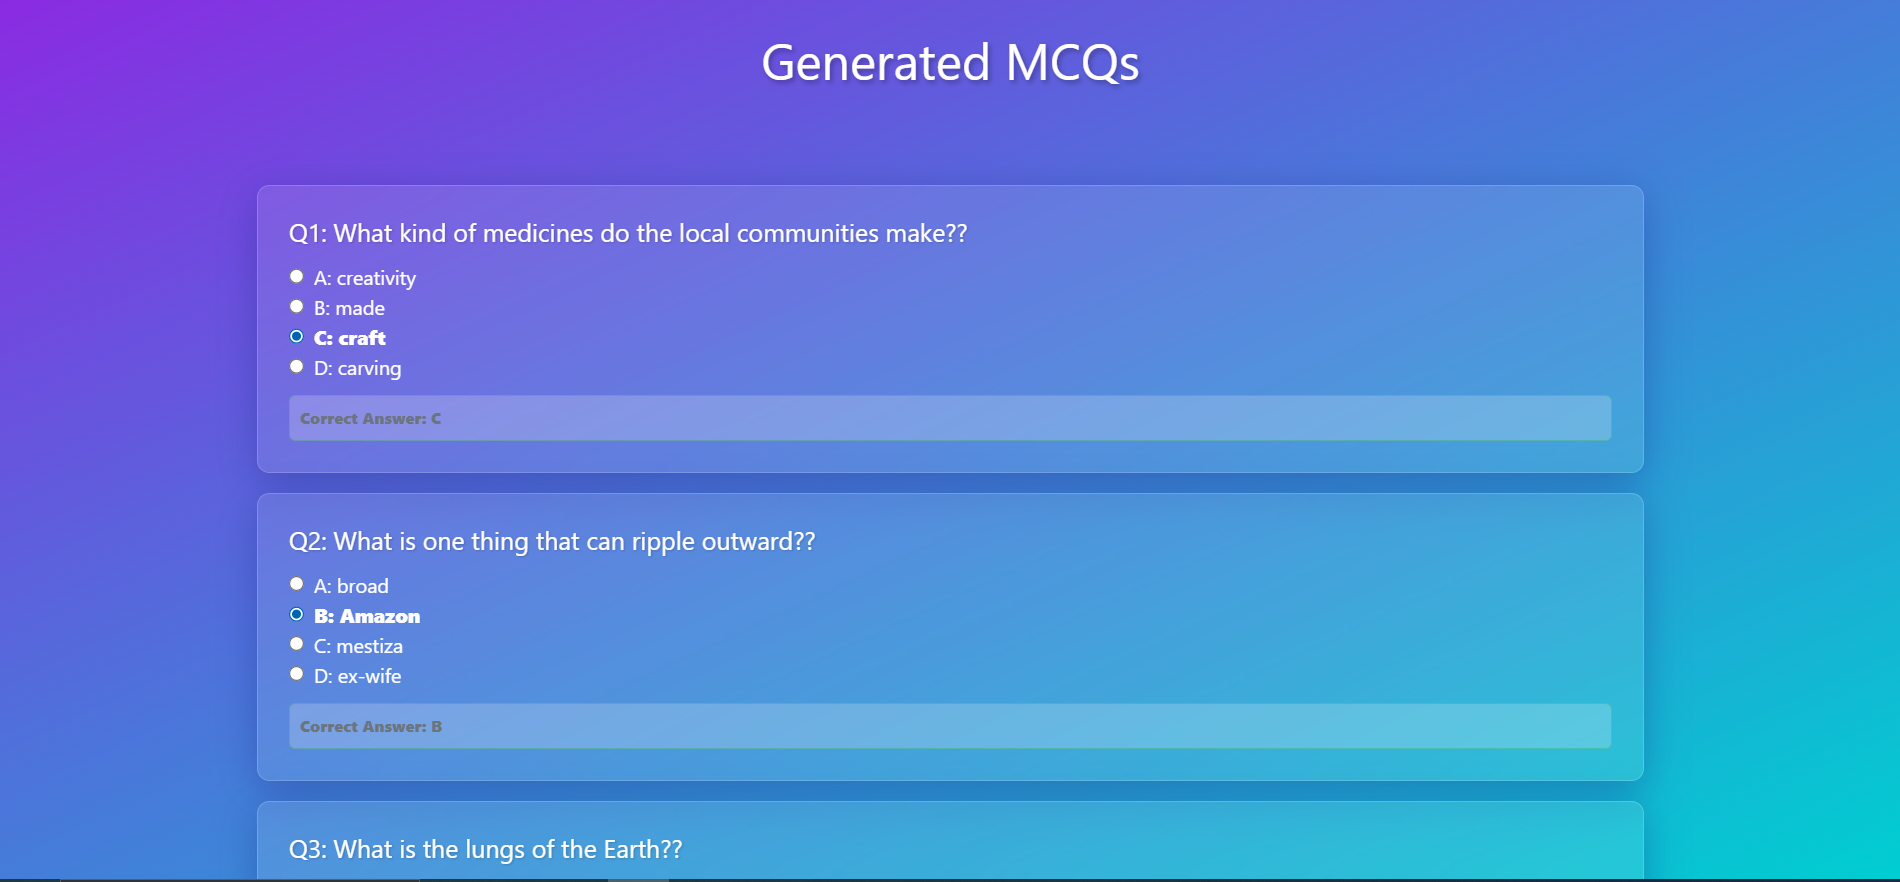 Generated MCQs
Q1: What kind of medicines do the local communities make??
A: creativity
B: made
C: craft
D: carving
Correct Answer: C
Q2: What is one thing that can ripple outward??
A: broad
B: Amazon
C: mestiza
D: ex-wife
Correct Answer: B
Q3: What is the lungs of the Earth??